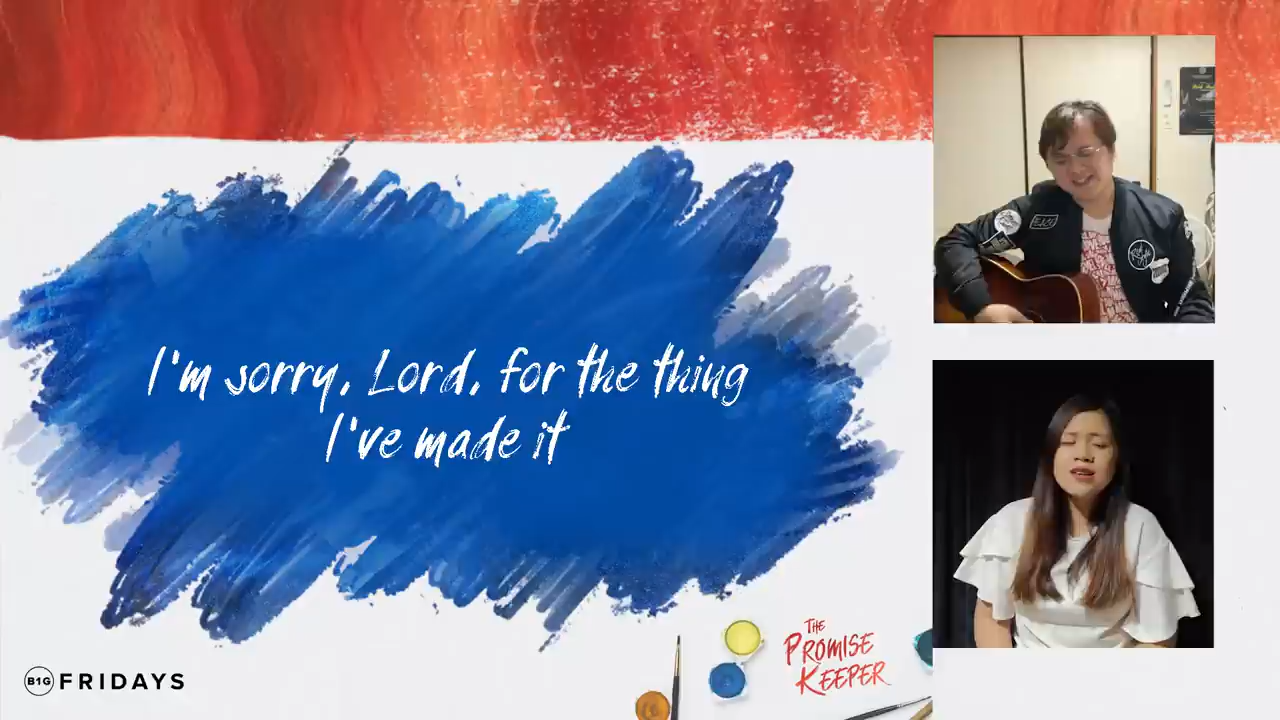 I'm sorry, Lord, for the thing
I've made it
THE
PROMISE
KEEPER
B1G FRIDAYS